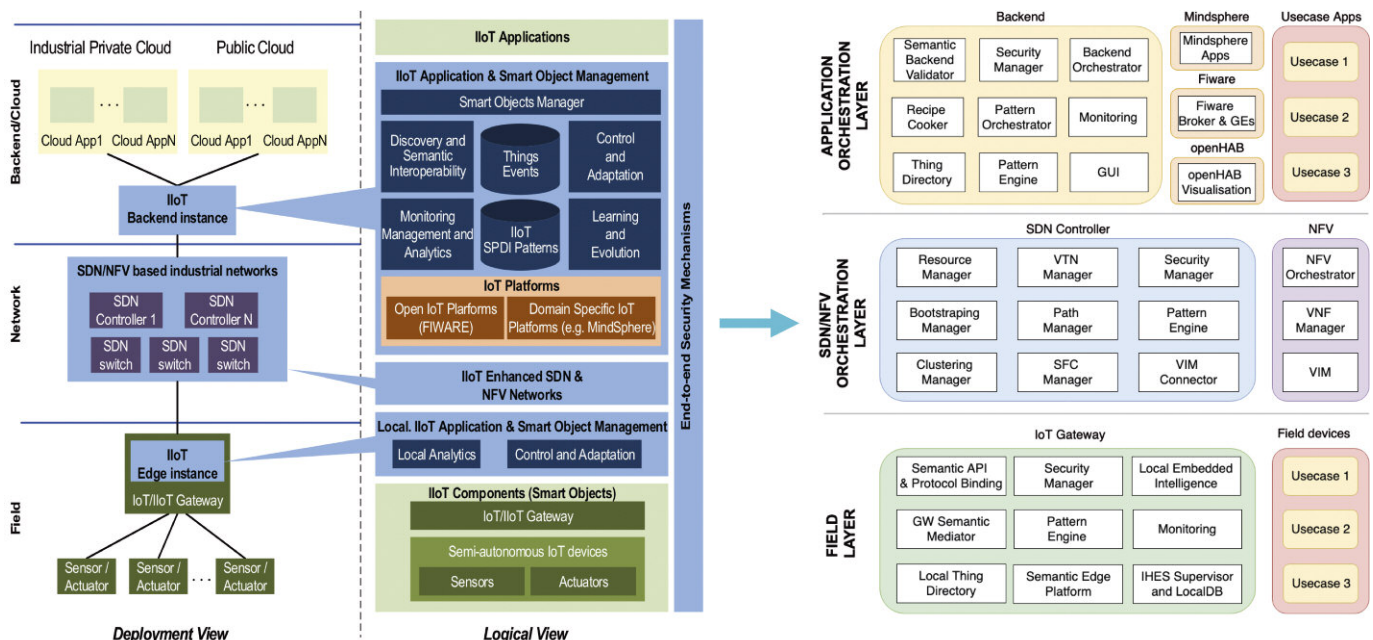 Backend/Cloud
Industrial Private Cloud
Public Cloud
. . .
. . .
Cloud App1
Cloud AppN
Cloud App1
Cloud AppN
IIoT
Backend instance
Network
SDN/NFV based industrial networks
SDN
Controller 1
SDN
Controller N
SDN
switch
SDN
switch
SDN
switch
Field
IIoT
Edge instance
IoT/IIoT Gateway
Sensor /
Actuator
Sensor /
Actuator
. . .
Sensor /
Actuator
Deployment View
IIoT Applications
IIoT Application & Smart Object Management
Smart Objects Manager
Discovery and
Semantic
Interoperability
Things
Events
Control
and
Adaptation
Monitoring
Management and
Analytics
IIoT
SPDI Patterns
Learning
and
Evolution
IoT Platforms
Open IoT Plarforms
(FIWARE)
Domain Specific IoT
Platforms (e.g. MindSphere)
IIoT Enhanced SDN &
NFV Networks
Local. IIoT Application & Smart Object Management
Local Analytics
Control and Adaptation
IIoT Components (Smart Objects)
IoT/IIoT Gateway
Semi-autonomous IoT devices
Sensors
Actuators
End-to-end Security Mechanisms
Logical View
APPLICATION
ORCHESTRATION
LAYER
Backend
Semantic
Backend
Validator
Security
Manager
Backend
Orchestrator
Recipe
Cooker
Pattern
Orchestrator
Monitoring
Thing
Directory
Pattern
Engine
GUI
Mindsphere
Mindsphere
Apps
Fiware
Fiware
Broker & GEs
openHAB
openHAB
Visualisation
Usecase Apps
Usecase 1
Usecase 2
Usecase 3
SDN/NFV
ORCHESTRATION
LAYER
SDN Controller
Resource
Manager
VTN
Manager
Security
Manager
Bootstraping
Manager
Path
Manager
Pattern
Engine
Clustering
Manager
SFC
Manager
VIM
Connector
NFV
NFV
Orchestrator
VNF
Manager
VIM
FIELD
LAYER
IoT Gateway
Semantic API
& Protocol Binding
Security
Manager
Local Embedded
Intelligence
GW Semantic
Mediator
Pattern
Engine
Monitoring
Local Thing
Directory
Semantic Edge
Platform
IHES Supervisor
and LocalDB
Field devices
Usecase 1
Usecase 2
Usecase 3